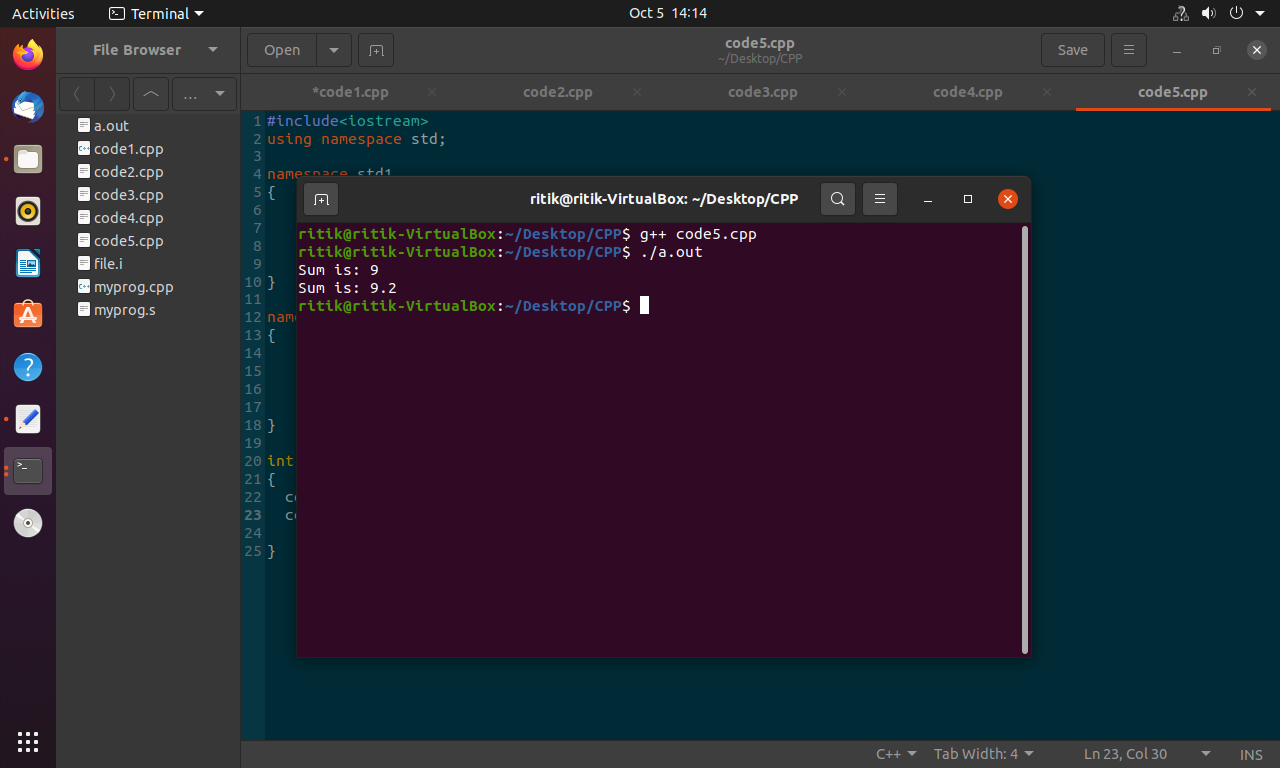 Activities Terminal Oct 5 14:14
File Browser Open code5.cpp Save
~/Desktop/CPP
...
*code1.cpp code2.cpp code3.cpp code4.cpp code5.cpp
a.out
code1.cpp
code2.cpp
code3.cpp
code4.cpp
code5.cpp
file.i
myprog.cpp
myprog.s
1 #include<iostream>
2 using namespace std;
3
4 namespace std1
5 {
6
7
8
9
10 }
11
12 nam
13 {
14
15
16
17
18 }
19
20 int
21 {
22 co
23 co
24
25 }
ritik@ritik-VirtualBox: ~/Desktop/CPP
ritik@ritik-VirtualBox:~/Desktop/CPP$ g++ code5.cpp
ritik@ritik-VirtualBox:~/Desktop/CPP$ ./a.out
Sum is: 9
Sum is: 9.2
ritik@ritik-VirtualBox:~/Desktop/CPP$
C++ Tab Width: 4 Ln 23, Col 30 INS